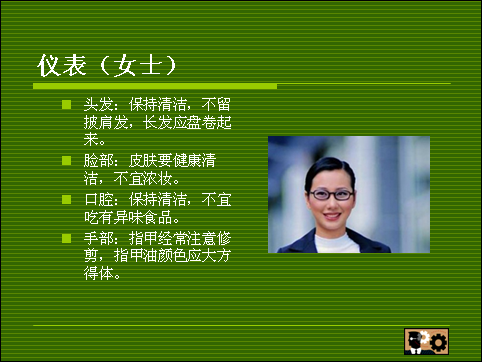 仪表（女士）
头发：保持清洁，不留
披肩发，长发应盘卷起
来。
脸部：皮肤要健康清
洁，不宜浓妆。
口腔：保持清洁，不宜
吃有异味食品。
手部：指甲经常注意修
剪，指甲油颜色应大方
得体。